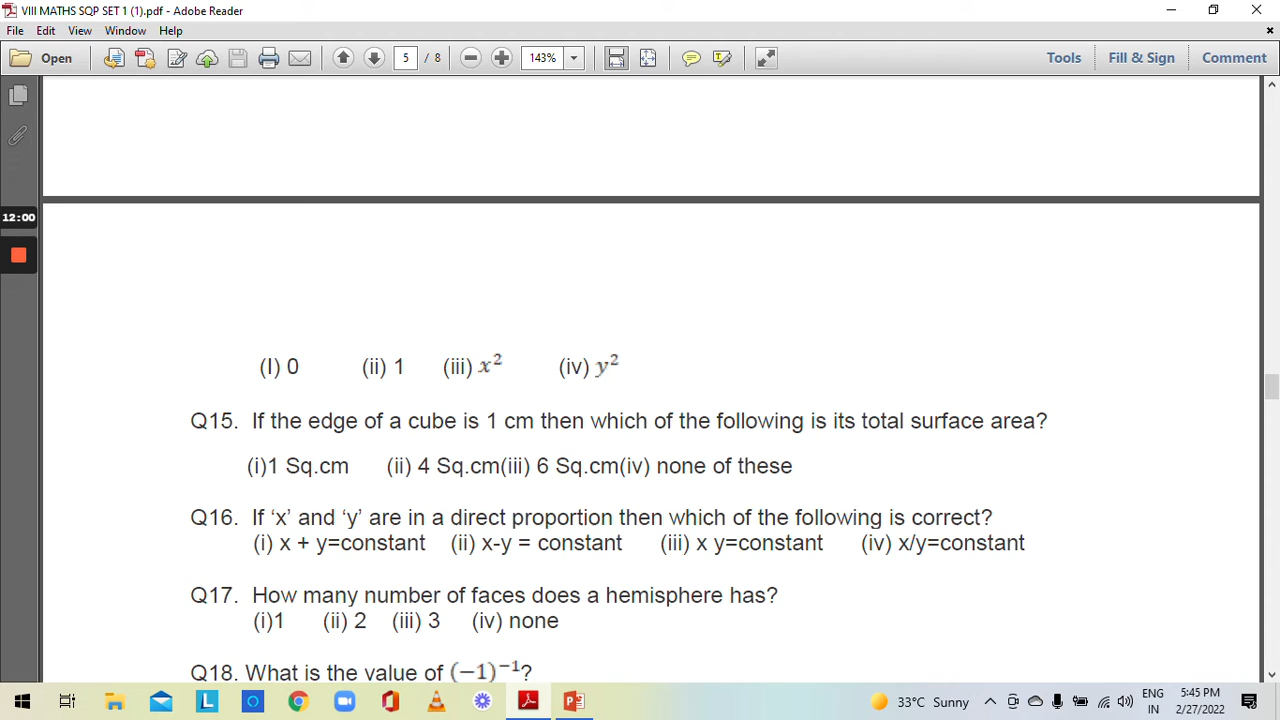 VIII MATHS SQP SET 1 (1).pdf - Adobe Reader
File Edit View Window Help
Open 5 / 8 143% Tools Fill & Sign Comment
12:00
(I) 0 (ii) 1 (iii) x² (iv) y²
Q15. If the edge of a cube is 1 cm then which of the following is its total surface area?
(i)1 Sq.cm (ii) 4 Sq.cm(iii) 6 Sq.cm(iv) none of these
Q16. If ‘x’ and ‘y’ are in a direct proportion then which of the following is correct?
(i) x + y=constant (ii) x-y = constant (iii) x y=constant (iv) x/y=constant
Q17. How many number of faces does a hemisphere has?
(i)1 (ii) 2 (iii) 3 (iv) none
Q18. What is the value of (−1)⁻¹?
33°C Sunny ENG 5:45 PM
IN 2/27/2022